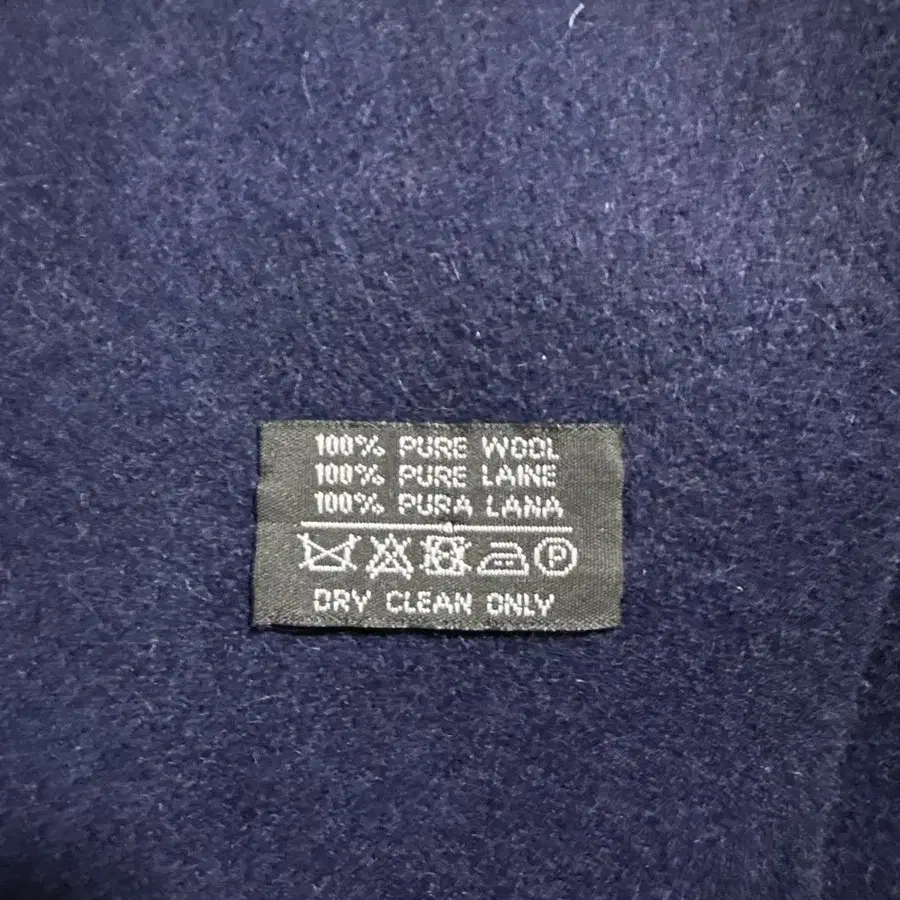 100% PURE WOOL
100% PURE LAINE
100% PURA LANA
P
DRY CLEAN ONLY